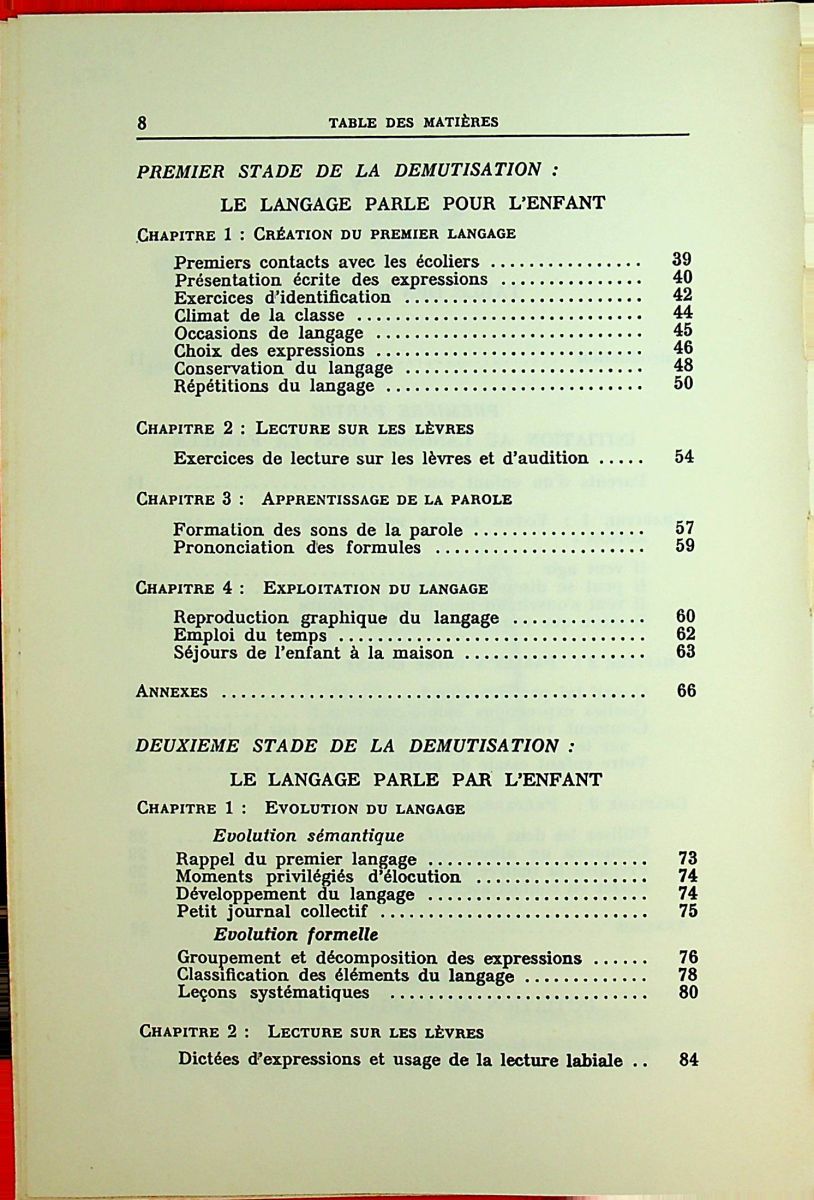 8 TABLE DES MATIÈRES
PREMIER STADE DE LA DEMUTISATION :
LE LANGAGE PARLE POUR L'ENFANT
CHAPITRE 1 : CRÉATION DU PREMIER LANGAGE
Premiers contacts avec les écoliers ................ 39
Présentation écrite des expressions ............... 40
Exercices d'identification ......................... 42
Climat de la classe .............................. 44
Occasions de langage ............................ 45
Choix des expressions ............................ 46
Conservation du langage ......................... 48
Répétitions du langage ........................... 50
CHAPITRE 2 : LECTURE SUR LES LÈVRES
Exercices de lecture sur les lèvres et d'audition ..... 54
CHAPITRE 3 : APPRENTISSAGE DE LA PAROLE
Formation des sons de la parole .................. 57
Prononciation des formules ...................... 59
CHAPITRE 4 : EXPLOITATION DU LANGAGE
Reproduction graphique du langage .............. 60
Emploi du temps ................................ 62
Séjours de l'enfant à la maison ................... 63
ANNEXES ............................................ 66
DEUXIEME STADE DE LA DEMUTISATION :
LE LANGAGE PARLE PAR L'ENFANT
CHAPITRE 1 : EVOLUTION DU LANGAGE
Evolution sémantique
Rappel du premier langage ....................... 73
Moments privilégiés d'élocution .................. 74
Développement du langage ....................... 74
Petit journal collectif ............................ 75
Evolution formelle
Groupement et décomposition des expressions ...... 76
Classification des éléments du langage ............. 78
Leçons systématiques ........................... 80
CHAPITRE 2 : LECTURE SUR LES LÈVRES
Dictées d'expressions et usage de la lecture labiale .. 84